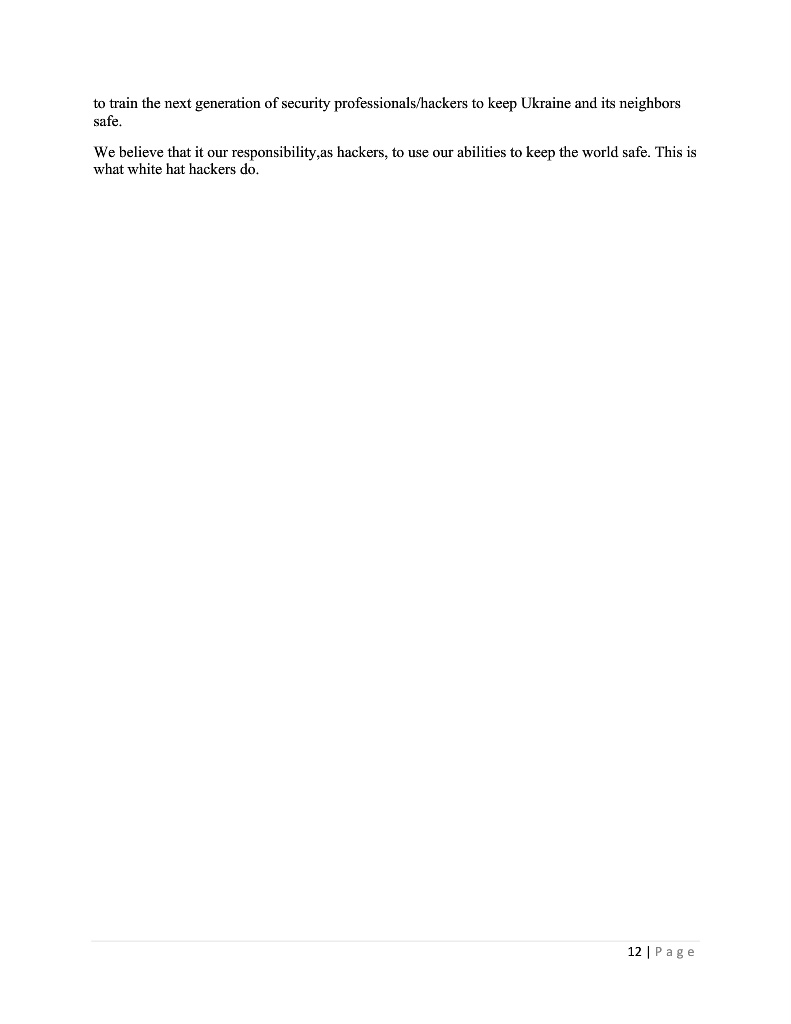 to train the next generation of security professionals/hackers to keep Ukraine and its neighbors
safe.
We believe that it our responsibility,as hackers, to use our abilities to keep the world safe. This is
what white hat hackers do.
12 | P a g e